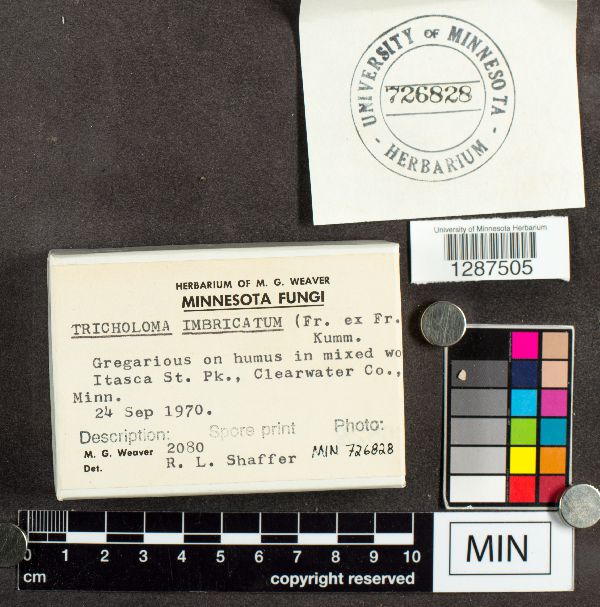 UNIVERSITY OF MINNESOTA
726828
- HERBARIUM -
University of Minnesota Herbarium
1287505
HERBARIUM OF M. G. WEAVER
MINNESOTA FUNGI
TRICHOLOMA IMBRICATUM (Fr. ex Fr.
Kumm.
Gregarious on humus in mixed wo
Itasca St. Pk., Clearwater Co.,
Minn.
24 Sep 1970.
Description: Spore print Photo:
M. G. Weaver 2080
Det. R. L. Shaffer MIN 726828
0 1 2 3 4 5 6 7 8 9 10
cm copyright reserved
MIN